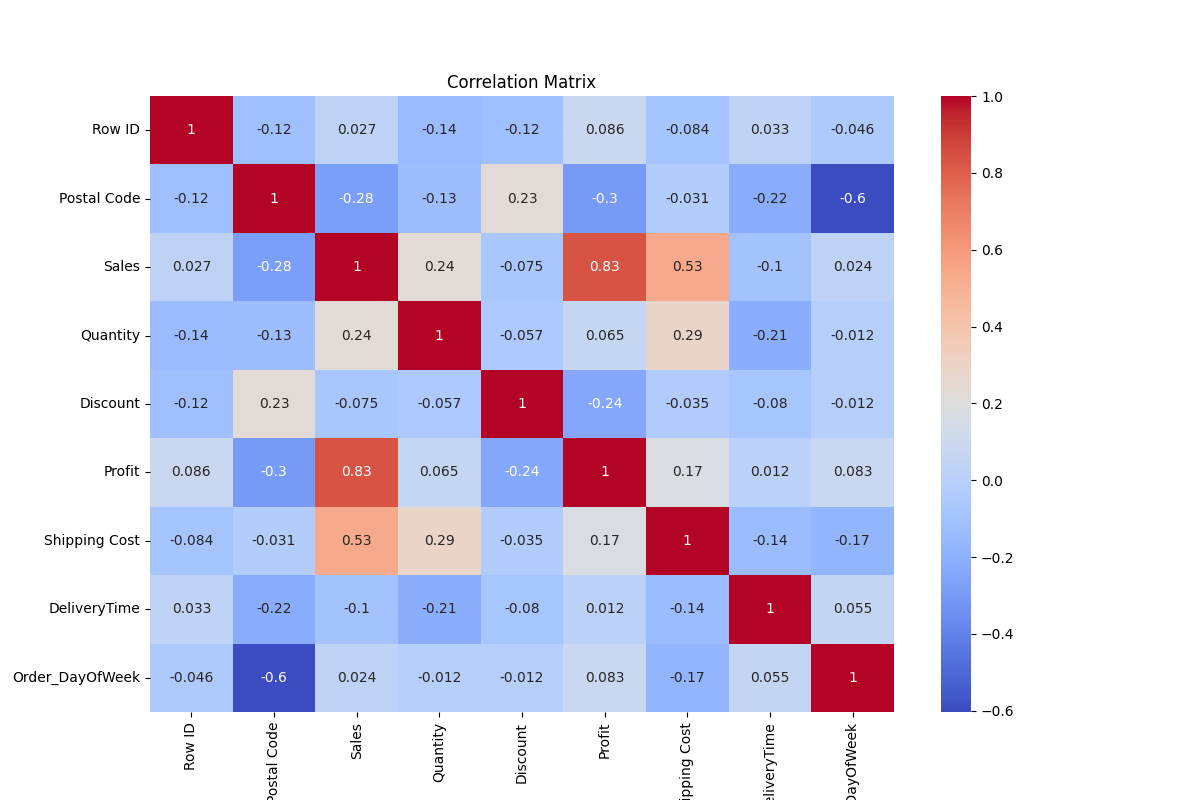 Correlation Matrix
Row ID 1 -0.12 0.027 -0.14 -0.12 0.086 -0.084 0.033 -0.046
Postal Code -0.12 1 -0.28 -0.13 0.23 -0.3 -0.031 -0.22 -0.6
Sales 0.027 -0.28 1 0.24 -0.075 0.83 0.53 -0.1 0.024
Quantity -0.14 -0.13 0.24 1 -0.057 0.065 0.29 -0.21 -0.012
Discount -0.12 0.23 -0.075 -0.057 1 -0.24 -0.035 -0.08 -0.012
Profit 0.086 -0.3 0.83 0.065 -0.24 1 0.17 0.012 0.083
Shipping Cost -0.084 -0.031 0.53 0.29 -0.035 0.17 1 -0.14 -0.17
DeliveryTime 0.033 -0.22 -0.1 -0.21 -0.08 0.012 -0.14 1 0.055
Order_DayOfWeek -0.046 -0.6 0.024 -0.012 -0.012 0.083 -0.17 0.055 1
Row ID
Postal Code
Sales
Quantity
Discount
Profit
ipping Cost
eliveryTime
DayOfWeek
1.0
0.8
0.6
0.4
0.2
0.0
−0.2
−0.4
−0.6